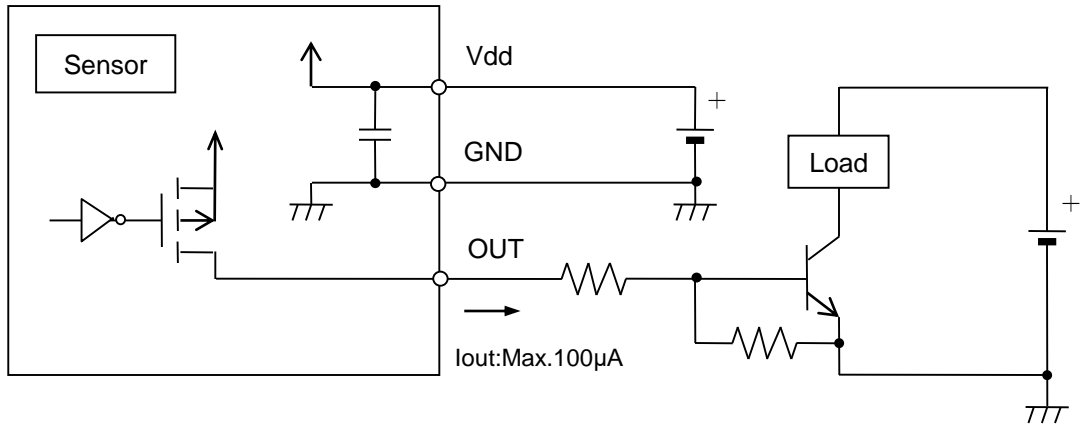 Sensor
Vdd
+
GND
Load
+
OUT
Iout:Max.100µA